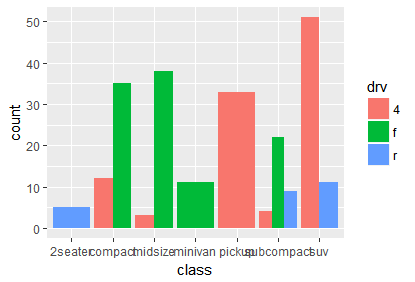 count
50
40
30
20
10
0
2seater compact midsize minivan pickup subcompact suv
class
drv
4
f
r